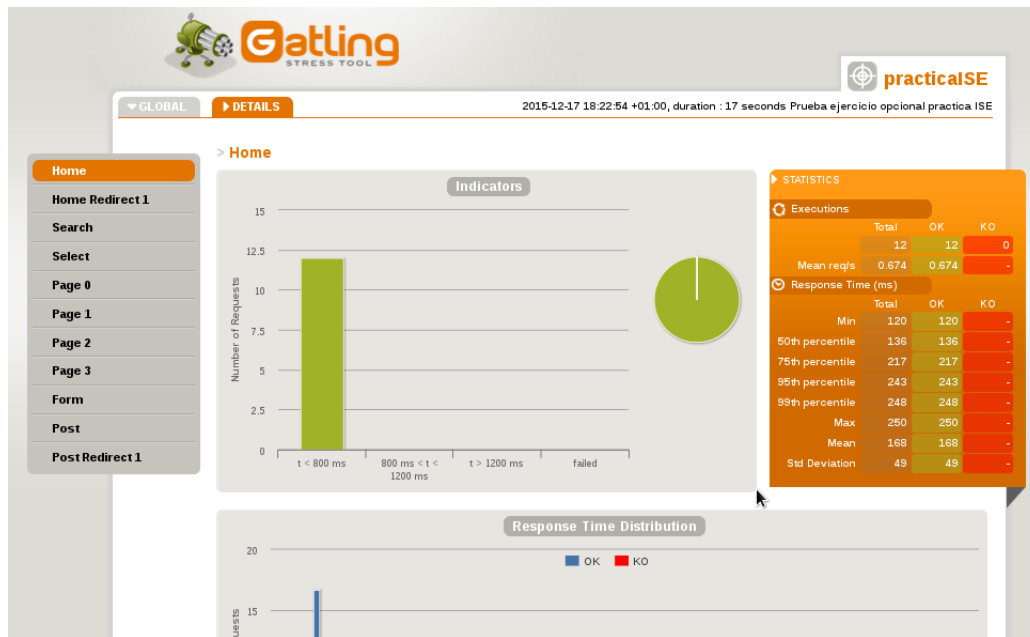 Gatling
STRESS TOOL
practicaISE
GLOBAL
DETAILS
2015-12-17 18:22:54 +01:00, duration : 17 seconds Prueba ejercicio opcional practica ISE
> Home
Home
Home Redirect 1
Search
Select
Page 0
Page 1
Page 2
Page 3
Form
Post
Post Redirect 1
Indicators
Number of Requests
15
12.5
10
7.5
5
2.5
0
t < 800 ms
800 ms < t < 1200 ms
t > 1200 ms
failed
STATISTICS
Executions
Total OK KO
12 12 0
Mean req/s 0.674 0.674 -
Response Time (ms)
Total OK KO
Min 120 120 -
50th percentile 136 136 -
75th percentile 217 217 -
95th percentile 243 243 -
99th percentile 248 248 -
Max 250 250 -
Mean 168 168 -
Std Deviation 49 49 -
Response Time Distribution
20
OK KO
15